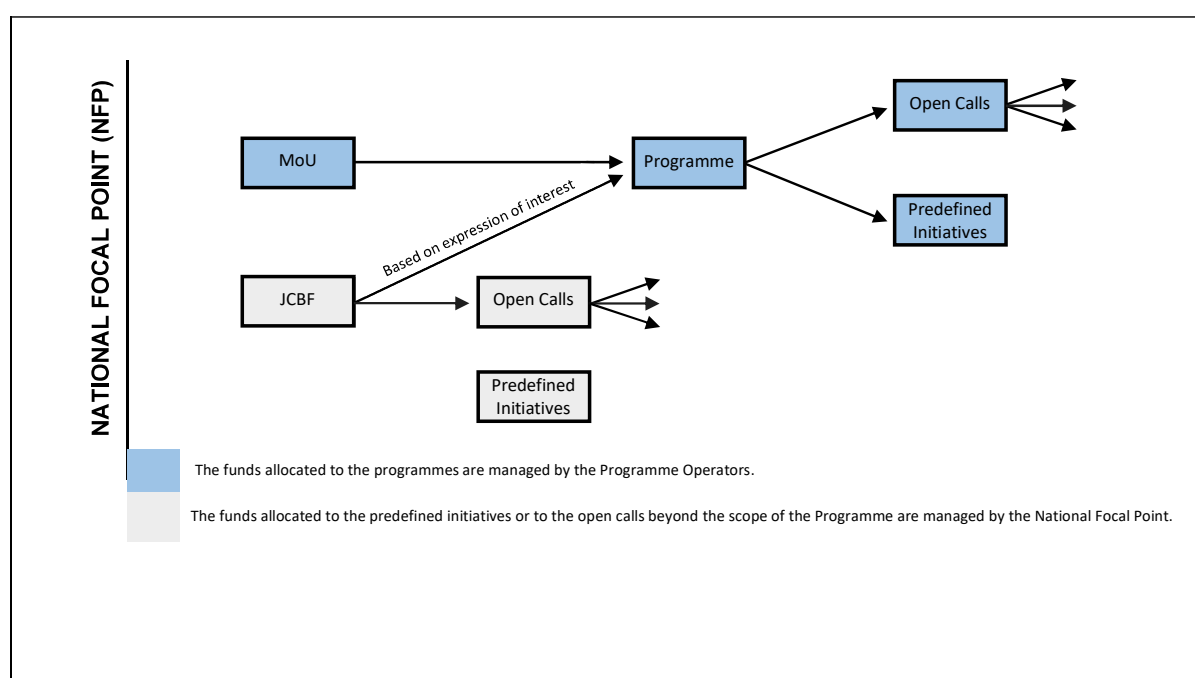 NATIONAL FOCAL POINT (NFP)
Open Calls
MoU
Programme
Based on expression of interest
Predefined
Initiatives
JCBF
Open Calls
Predefined
Initiatives
The funds allocated to the programmes are managed by the Programme Operators.
The funds allocated to the predefined initiatives or to the open calls beyond the scope of the Programme are managed by the National Focal Point.